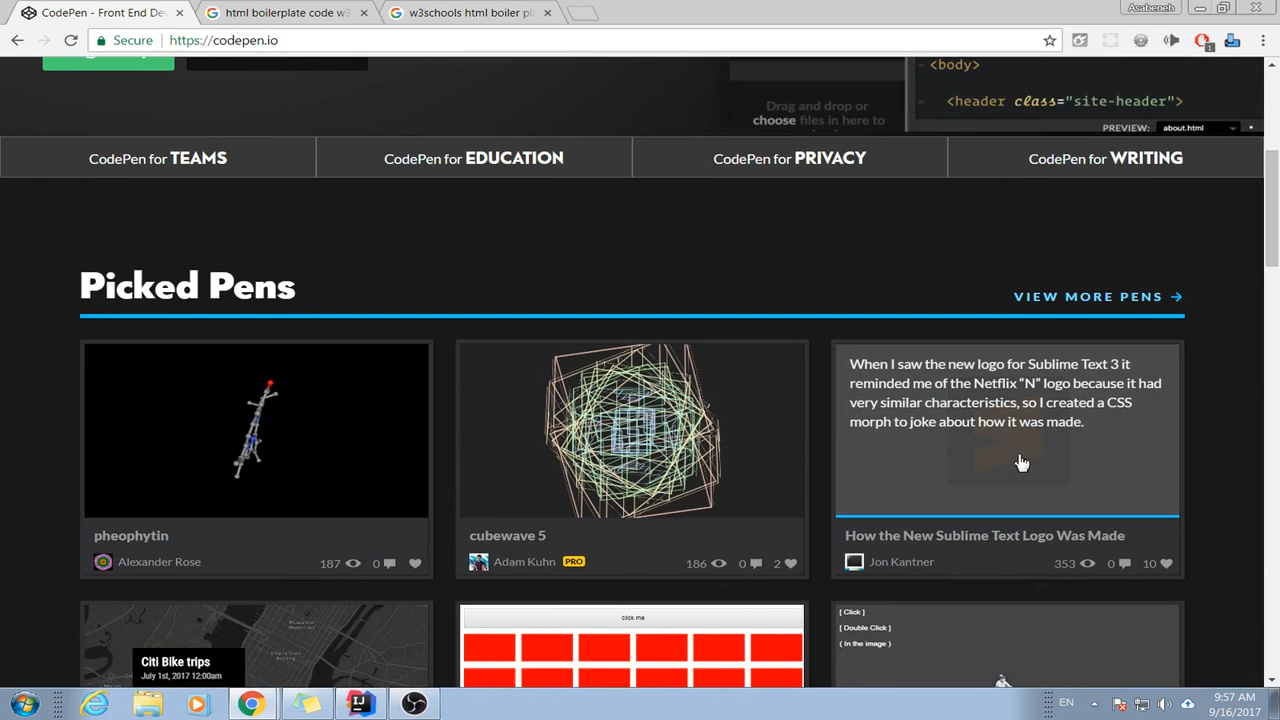 CodePen - Front End Dev
html boilerplate code w3
w3schools html boiler pl
Asabeneh
Secure
https://codepen.io
<body>
Drag and drop or
choose files in here to
<header class="site-header">
PREVIEW: about.html
CodePen for TEAMS
CodePen for EDUCATION
CodePen for PRIVACY
CodePen for WRITING
Picked Pens
VIEW MORE PENS →
When I saw the new logo for Sublime Text 3 it
reminded me of the Netflix “N” logo because it had
very similar characteristics, so I created a CSS
morph to joke about how it was made.
pheophytin
Alexander Rose
187
0
cubewave 5
Adam Kuhn PRO
186
0
2
How the New Sublime Text Logo Was Made
Jon Kantner
353
0
10
Citi Bike trips
July 1st, 2017 12:00am
click me
[ Click ]
[ Double Click ]
( In the image )
EN
9:57 AM
9/16/2017